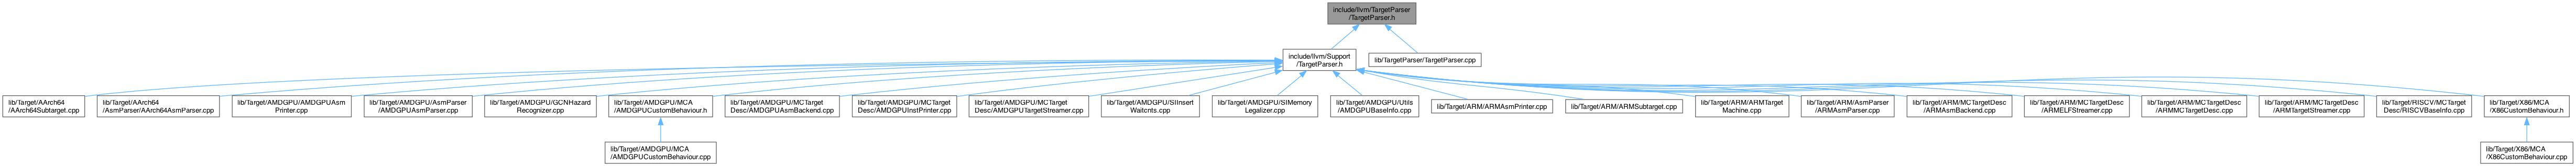 include/llvm/TargetParser
/TargetParser.h
include/llvm/Support
/TargetParser.h
lib/TargetParser/TargetParser.cpp
lib/Target/AArch64
/AArch64Subtarget.cpp
lib/Target/AArch64
/AsmParser/AArch64AsmParser.cpp
lib/Target/AMDGPU/AMDGPUAsm
Printer.cpp
lib/Target/AMDGPU/AsmParser
/AMDGPUAsmParser.cpp
lib/Target/AMDGPU/GCNHazard
Recognizer.cpp
lib/Target/AMDGPU/MCA
/AMDGPUCustomBehaviour.h
lib/Target/AMDGPU/MCTarget
Desc/AMDGPUAsmBackend.cpp
lib/Target/AMDGPU/MCTarget
Desc/AMDGPUInstPrinter.cpp
lib/Target/AMDGPU/MCTarget
Desc/AMDGPUTargetStreamer.cpp
lib/Target/AMDGPU/SIInsert
Waitcnts.cpp
lib/Target/AMDGPU/SIMemory
Legalizer.cpp
lib/Target/AMDGPU/Utils
/AMDGPUBaseInfo.cpp
lib/Target/ARM/ARMAsmPrinter.cpp
lib/Target/ARM/ARMSubtarget.cpp
lib/Target/ARM/ARMTarget
Machine.cpp
lib/Target/ARM/AsmParser
/ARMAsmParser.cpp
lib/Target/ARM/MCTargetDesc
/ARMAsmBackend.cpp
lib/Target/ARM/MCTargetDesc
/ARMELFStreamer.cpp
lib/Target/ARM/MCTargetDesc
/ARMMCTargetDesc.cpp
lib/Target/ARM/MCTargetDesc
/ARMTargetStreamer.cpp
lib/Target/RISCV/MCTarget
Desc/RISCVBaseInfo.cpp
lib/Target/X86/MCA
/X86CustomBehaviour.h
lib/Target/AMDGPU/MCA
/AMDGPUCustomBehaviour.cpp
lib/Target/X86/MCA
/X86CustomBehaviour.cpp